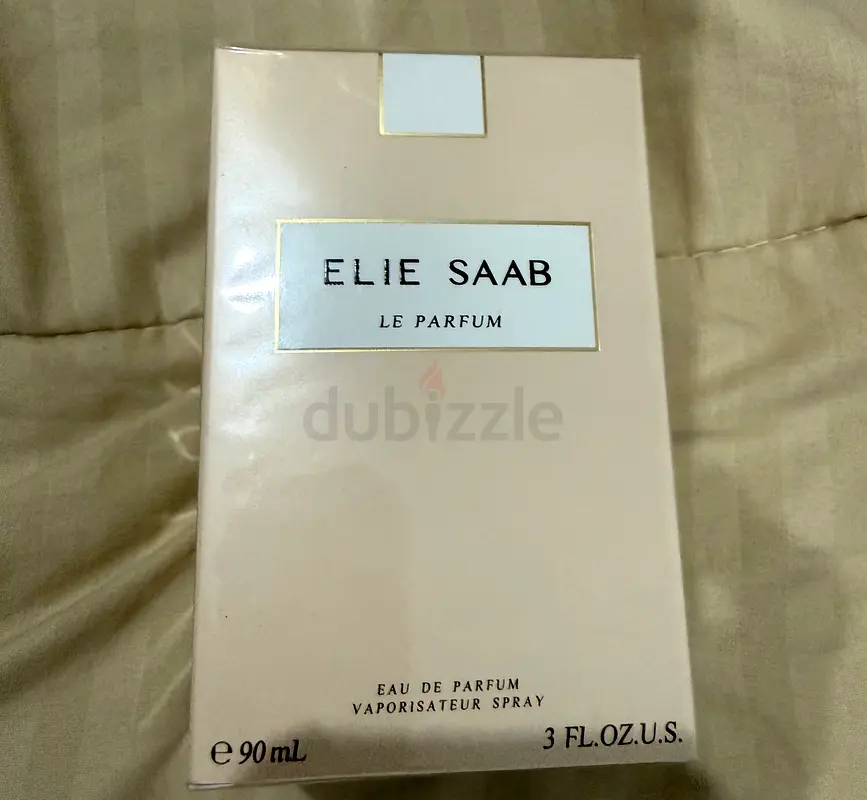 ELIE SAAB
LE PARFUM
dubizzle
EAU DE PARFUM
VAPORISATEUR SPRAY
℮ 90 mL 3 FL.OZ.U.S.